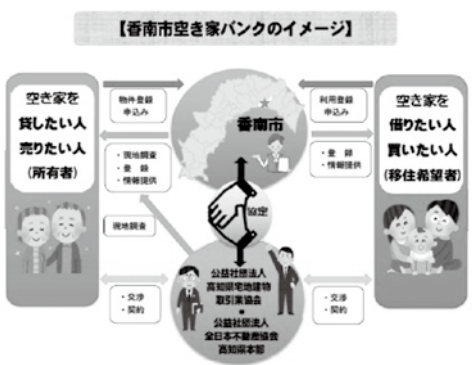 【香南市空き家バンクのイメージ】
空き家を
貸したい人
売りたい人
(所有者)
物件登録
申込み
・現地調査
・登 録
・情報提供
現地調査
・交渉
・契約
香南市
協定
公益社団法人
高知県宅地建物
取引業協会
・
公益社団法人
全日本不動産協会
高知県本部
利用登録
申込み
・登 録
・情報提供
・交渉
・契約
空き家を
借りたい人
買いたい人
(移住希望者)